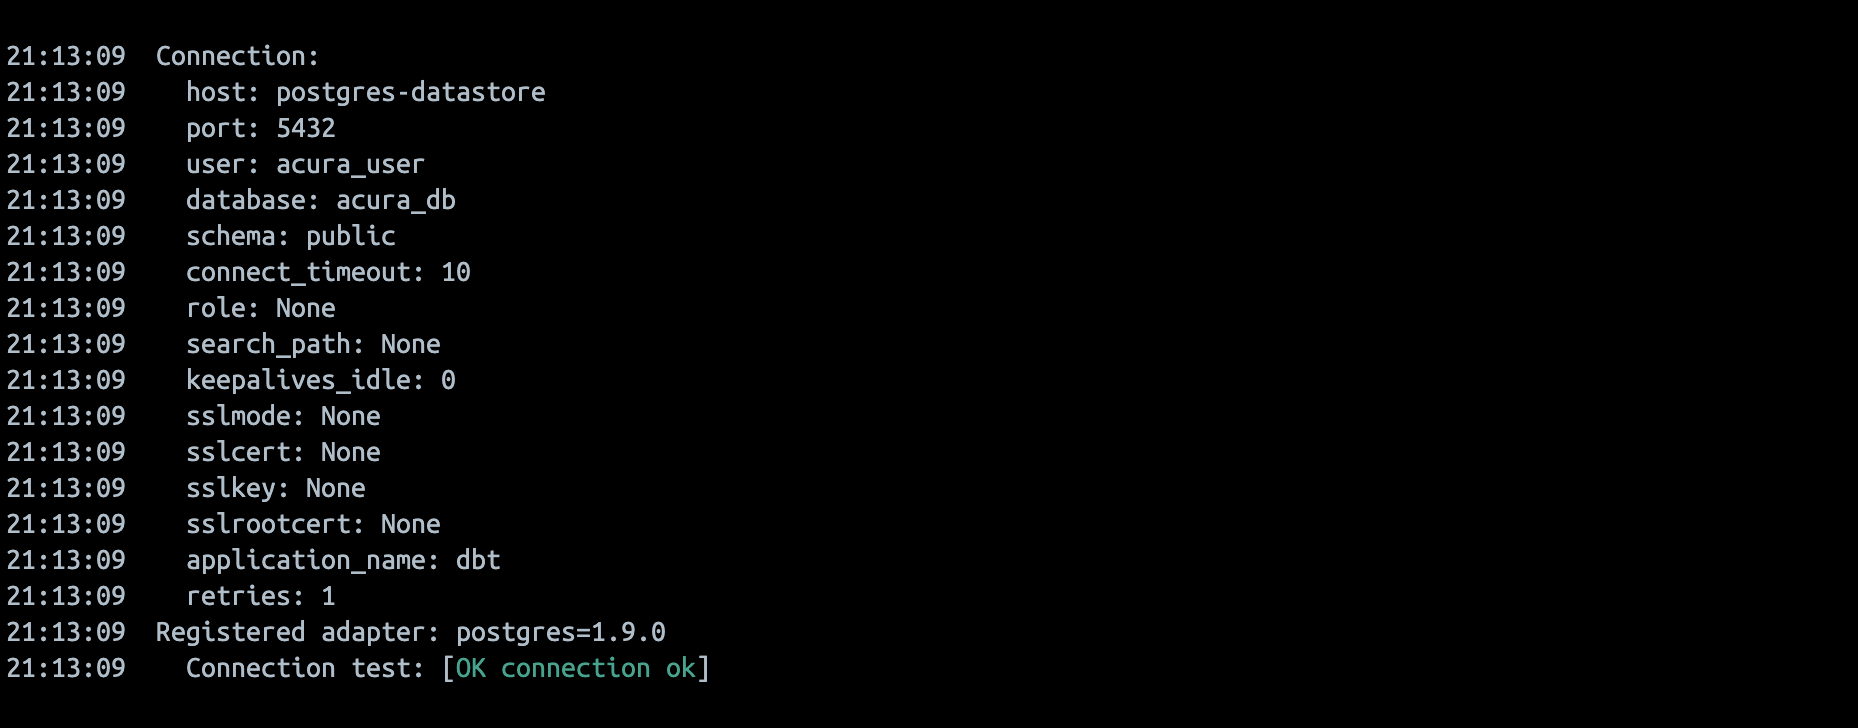 21:13:09  Connection:
21:13:09    host: postgres-datastore
21:13:09    port: 5432
21:13:09    user: acura_user
21:13:09    database: acura_db
21:13:09    schema: public
21:13:09    connect_timeout: 10
21:13:09    role: None
21:13:09    search_path: None
21:13:09    keepalives_idle: 0
21:13:09    sslmode: None
21:13:09    sslcert: None
21:13:09    sslkey: None
21:13:09    sslrootcert: None
21:13:09    application_name: dbt
21:13:09    retries: 1
21:13:09  Registered adapter: postgres=1.9.0
21:13:09    Connection test: [OK connection ok]